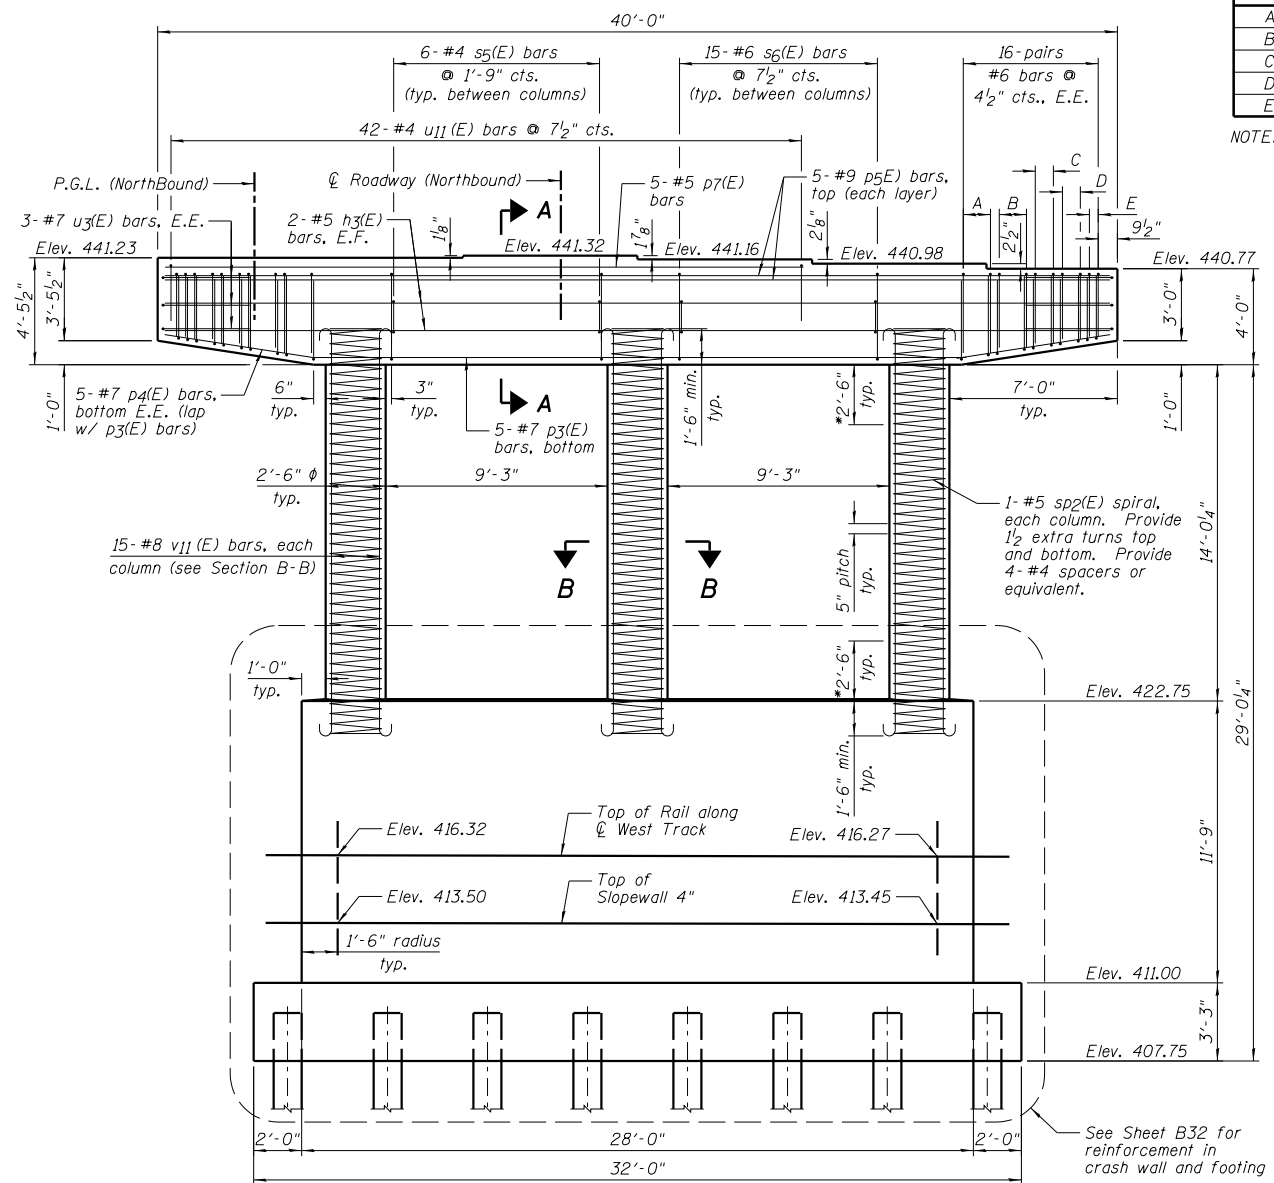 40'-0"
6- #4 s5(E) bars
@ 1'-9" cts.
(typ. between columns)
15- #6 s6(E) bars
@ 7½" cts.
(typ. between columns)
16-pairs
#6 bars @
4½" cts., E.E.
A
B
C
D
E
NOTE:
42- #4 u11(E) bars @ 7½" cts.
P.G.L. (NorthBound)
℄ Roadway (Northbound)
5- #5 p7(E)
bars
5- #9 p5E) bars,
top (each layer)
C
D
A
B
E
3- #7 u3(E) bars, E.E.
2- #5 h3(E)
bars, E.F.
A
1⅛"
1⅞"
2⅛"
2½"
9½"
Elev. 441.23
Elev. 441.32
Elev. 441.16
Elev. 440.98
Elev. 440.77
4'-5½"
3'-5½"
3'-0"
4'-0"
1'-0"
5- #7 p4(E) bars,
bottom E.E. (lap
w/ p3(E) bars)
6"
typ.
3"
typ.
A
5- #7 p3(E)
bars, bottom
1'-6" min.
typ.
*2'-6"
typ.
7'-0"
typ.
1'-0"
2'-6" ϕ
typ.
9'-3"
9'-3"
1- #5 sp2(E) spiral,
each column. Provide
1½ extra turns top
and bottom. Provide
4- #4 spacers or
equivalent.
14'-0¼"
15- #8 v11(E) bars, each
column (see Section B-B)
B
B
5" pitch
typ.
1'-0"
typ.
*2'-6"
typ.
Elev. 422.75
29'-0¼"
1'-6" min.
typ.
Top of Rail along
℄ West Track
Elev. 416.32
Elev. 416.27
11'-9"
Top of
Slopewall 4"
Elev. 413.50
Elev. 413.45
1'-6" radius
typ.
Elev. 411.00
3'-3"
Elev. 407.75
2'-0"
28'-0"
2'-0"
32'-0"
See Sheet B32 for
reinforcement in
crash wall and footing